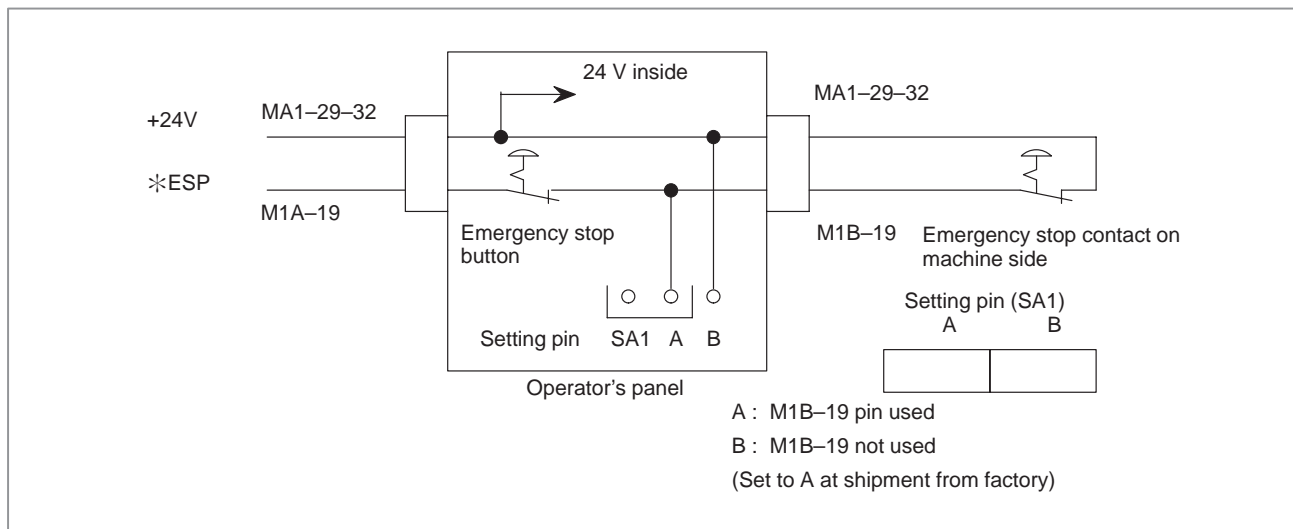 24 V inside
+24V
MA1–29–32
MA1–29–32
✳ESP
M1A–19
Emergency stop
button
M1B–19
Emergency stop contact on
machine side
Setting pin SA1 A B
Setting pin (SA1)
A B
Operator’s panel
A : M1B–19 pin used
B : M1B–19 not used
(Set to A at shipment from factory)